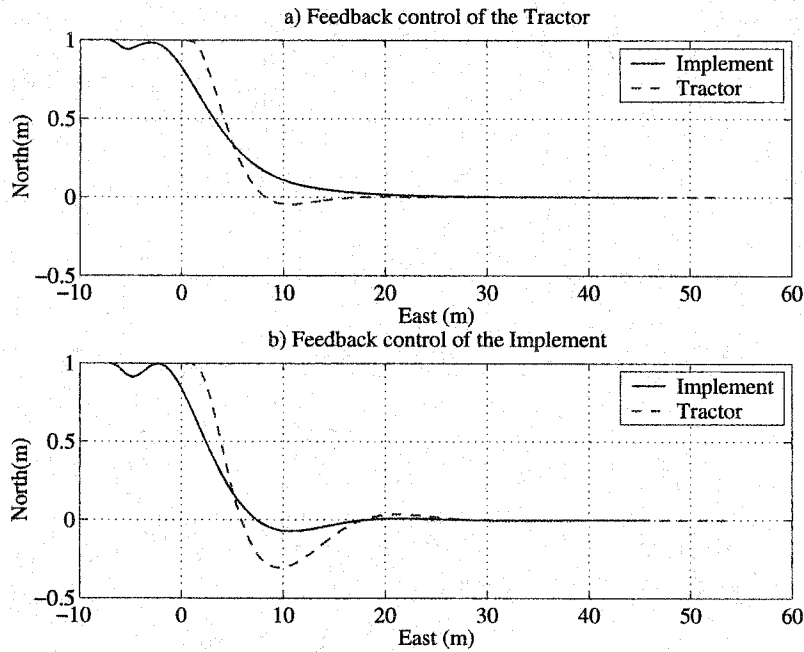 a) Feedback control of the Tractor
1
0.5
0
−0.5
North(m)
Implement
Tractor
−10 0 10 20 30 40 50 60
East (m)
b) Feedback control of the Implement
1
0.5
0
−0.5
North(m)
Implement
Tractor
−10 0 10 20 30 40 50 60
East (m)